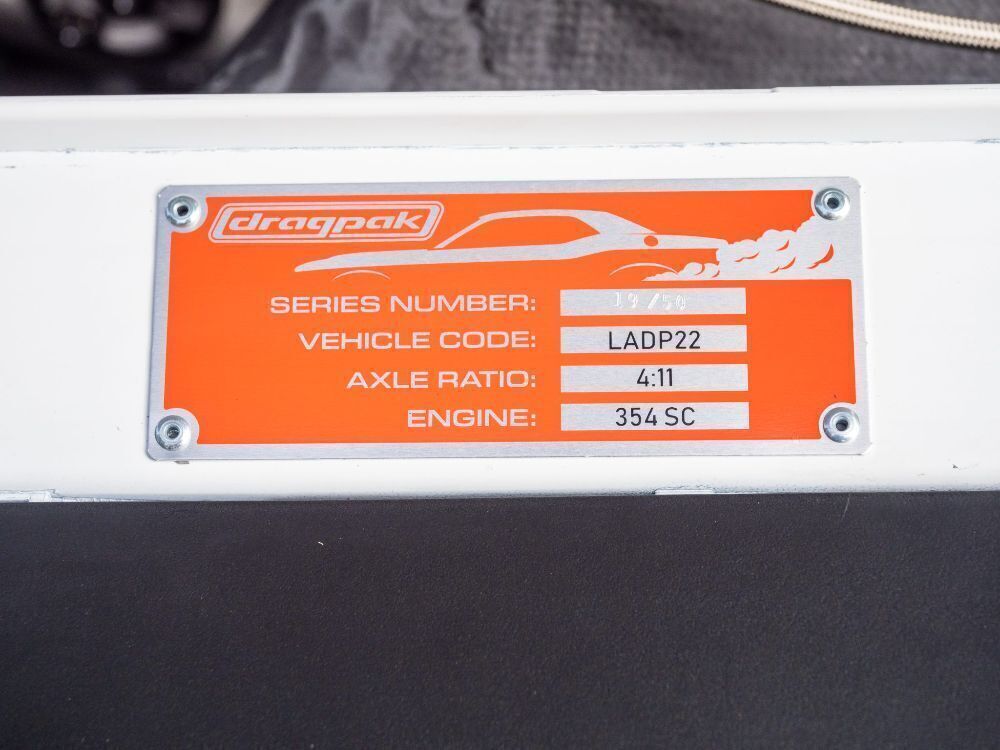 dragpak
SERIES NUMBER: 19/50
VEHICLE CODE: LADP22
AXLE RATIO: 4:11
ENGINE: 354 SC